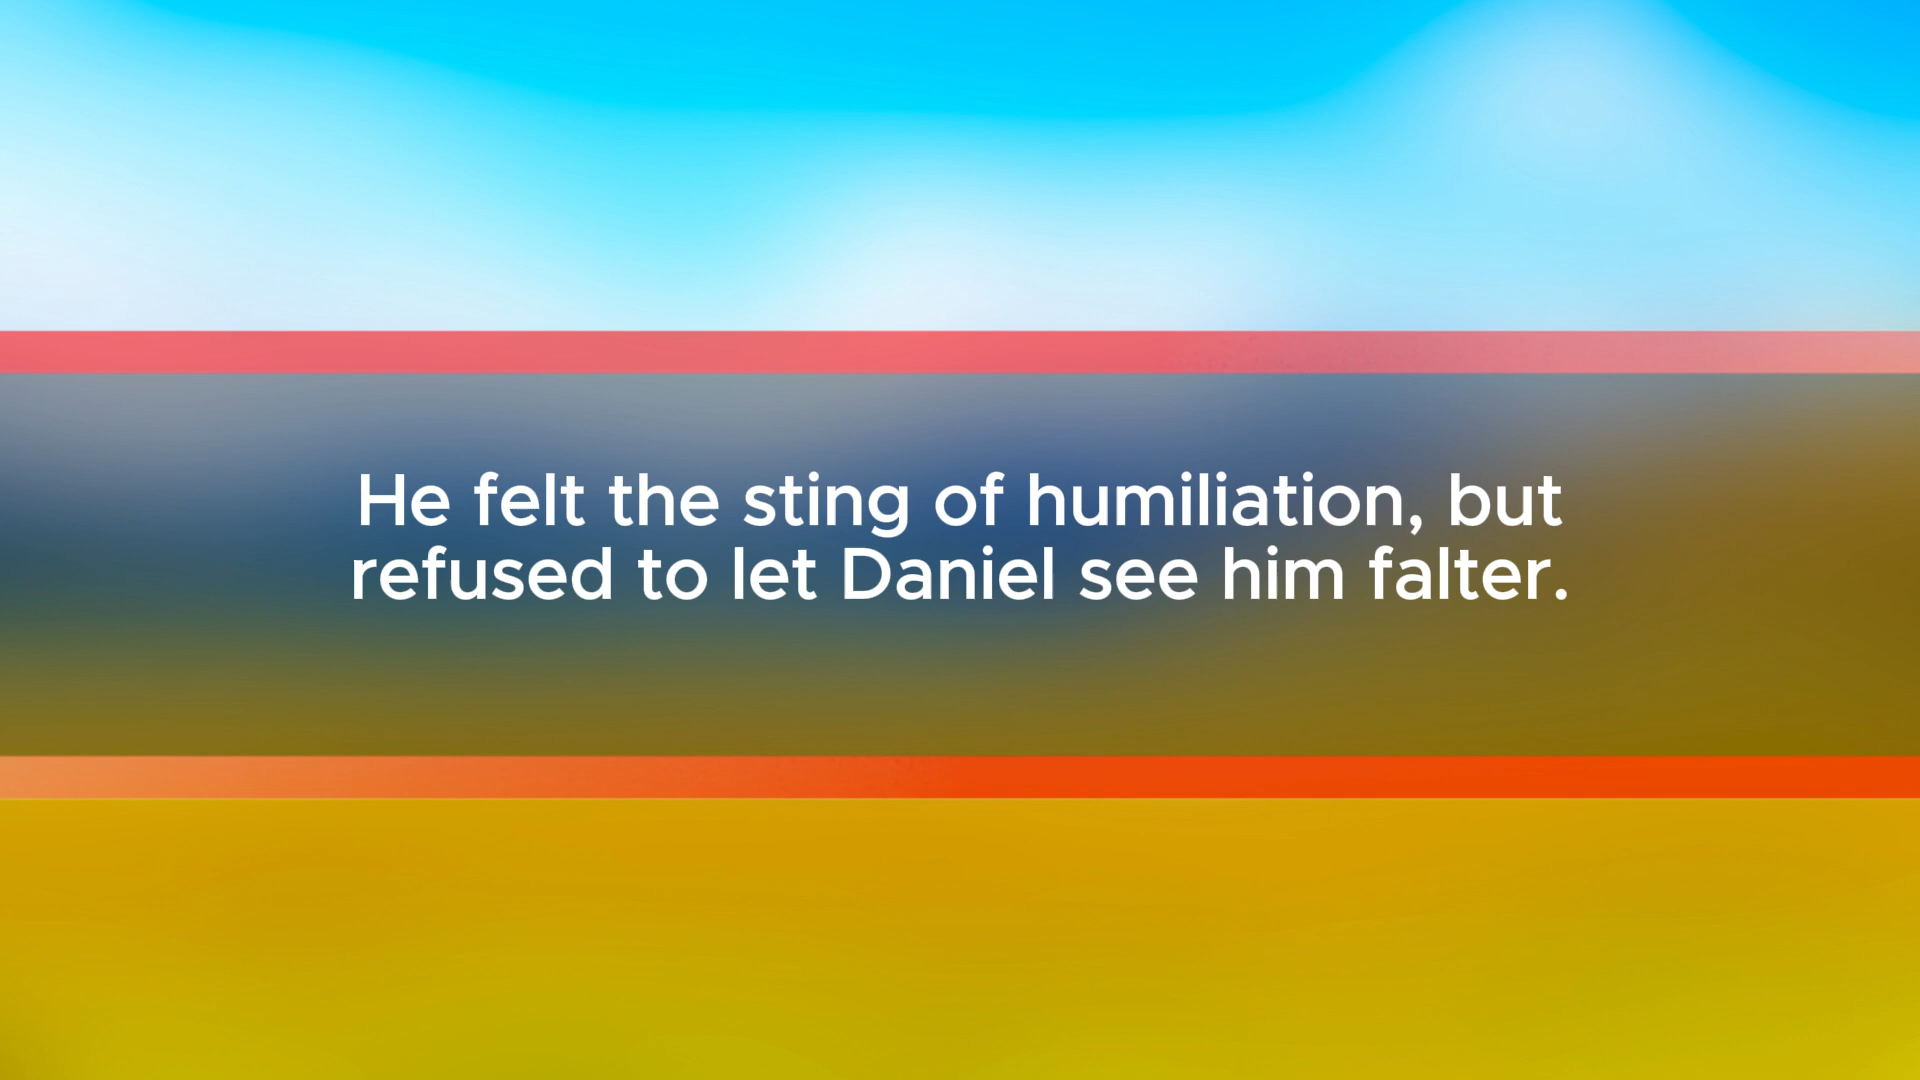 He felt the sting of humiliation, but
refused to let Daniel see him falter.